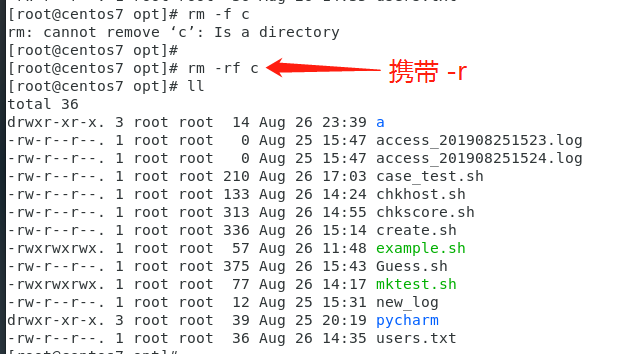 [root@centos7 opt]# rm -f c
rm: cannot remove ‘c’: Is a directory
[root@centos7 opt]#
[root@centos7 opt]# rm -rf c 携带 -r
[root@centos7 opt]# ll
total 36
drwxr-xr-x. 3 root root  14 Aug 26 23:39 a
-rw-r--r--. 1 root root   0 Aug 25 15:47 access_201908251523.log
-rw-r--r--. 1 root root   0 Aug 25 15:47 access_201908251524.log
-rw-r--r--. 1 root root 210 Aug 26 17:03 case_test.sh
-rw-r--r--. 1 root root 133 Aug 26 14:24 chkhost.sh
-rw-r--r--. 1 root root 313 Aug 26 14:55 chkscore.sh
-rw-r--r--. 1 root root 336 Aug 26 15:14 create.sh
-rwxrwxrwx. 1 root root  57 Aug 26 11:48 example.sh
-rw-r--r--. 1 root root 375 Aug 26 15:43 Guess.sh
-rwxrwxrwx. 1 root root  77 Aug 26 14:17 mktest.sh
-rw-r--r--. 1 root root  12 Aug 25 15:31 new_log
drwxr-xr-x. 3 root root  39 Aug 25 20:19 pycharm
-rw-r--r--. 1 root root  36 Aug 26 14:35 users.txt